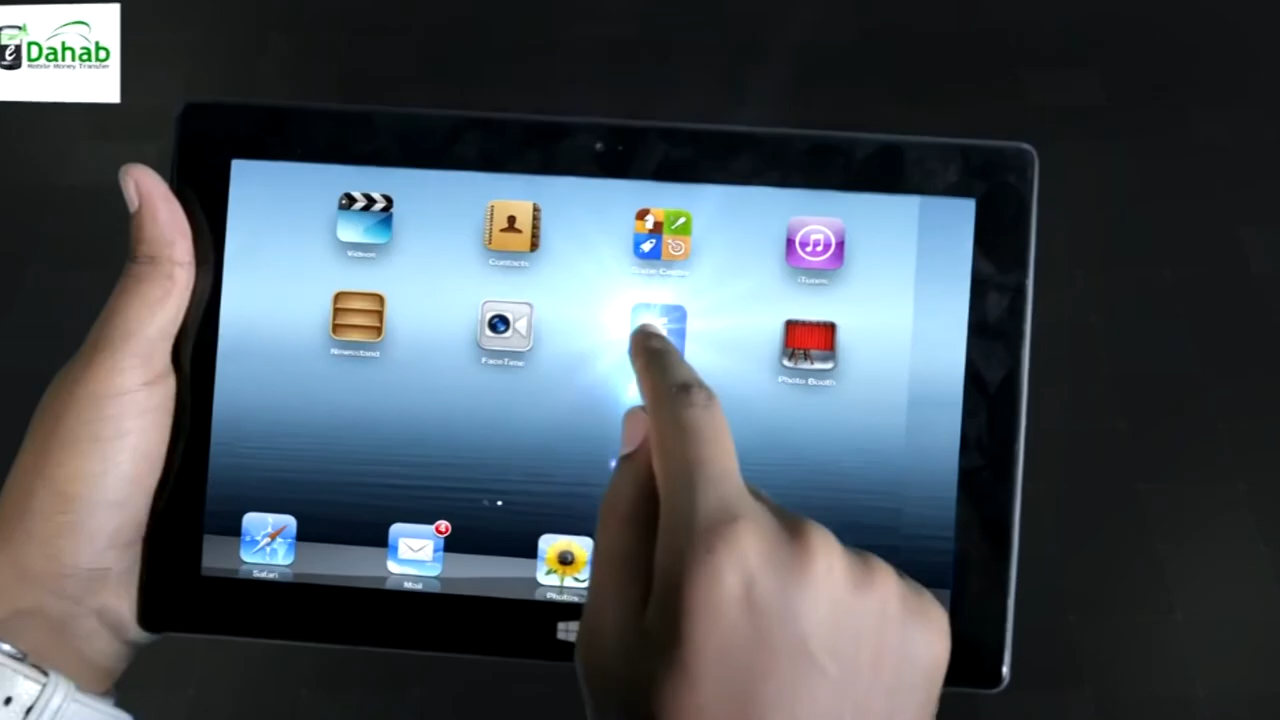 e Dahab
Mobile Money Transfer
Videos
Contacts
Game Center
iTunes
Newsstand
FaceTime
Photo Booth
4
Safari
Mail
Photos